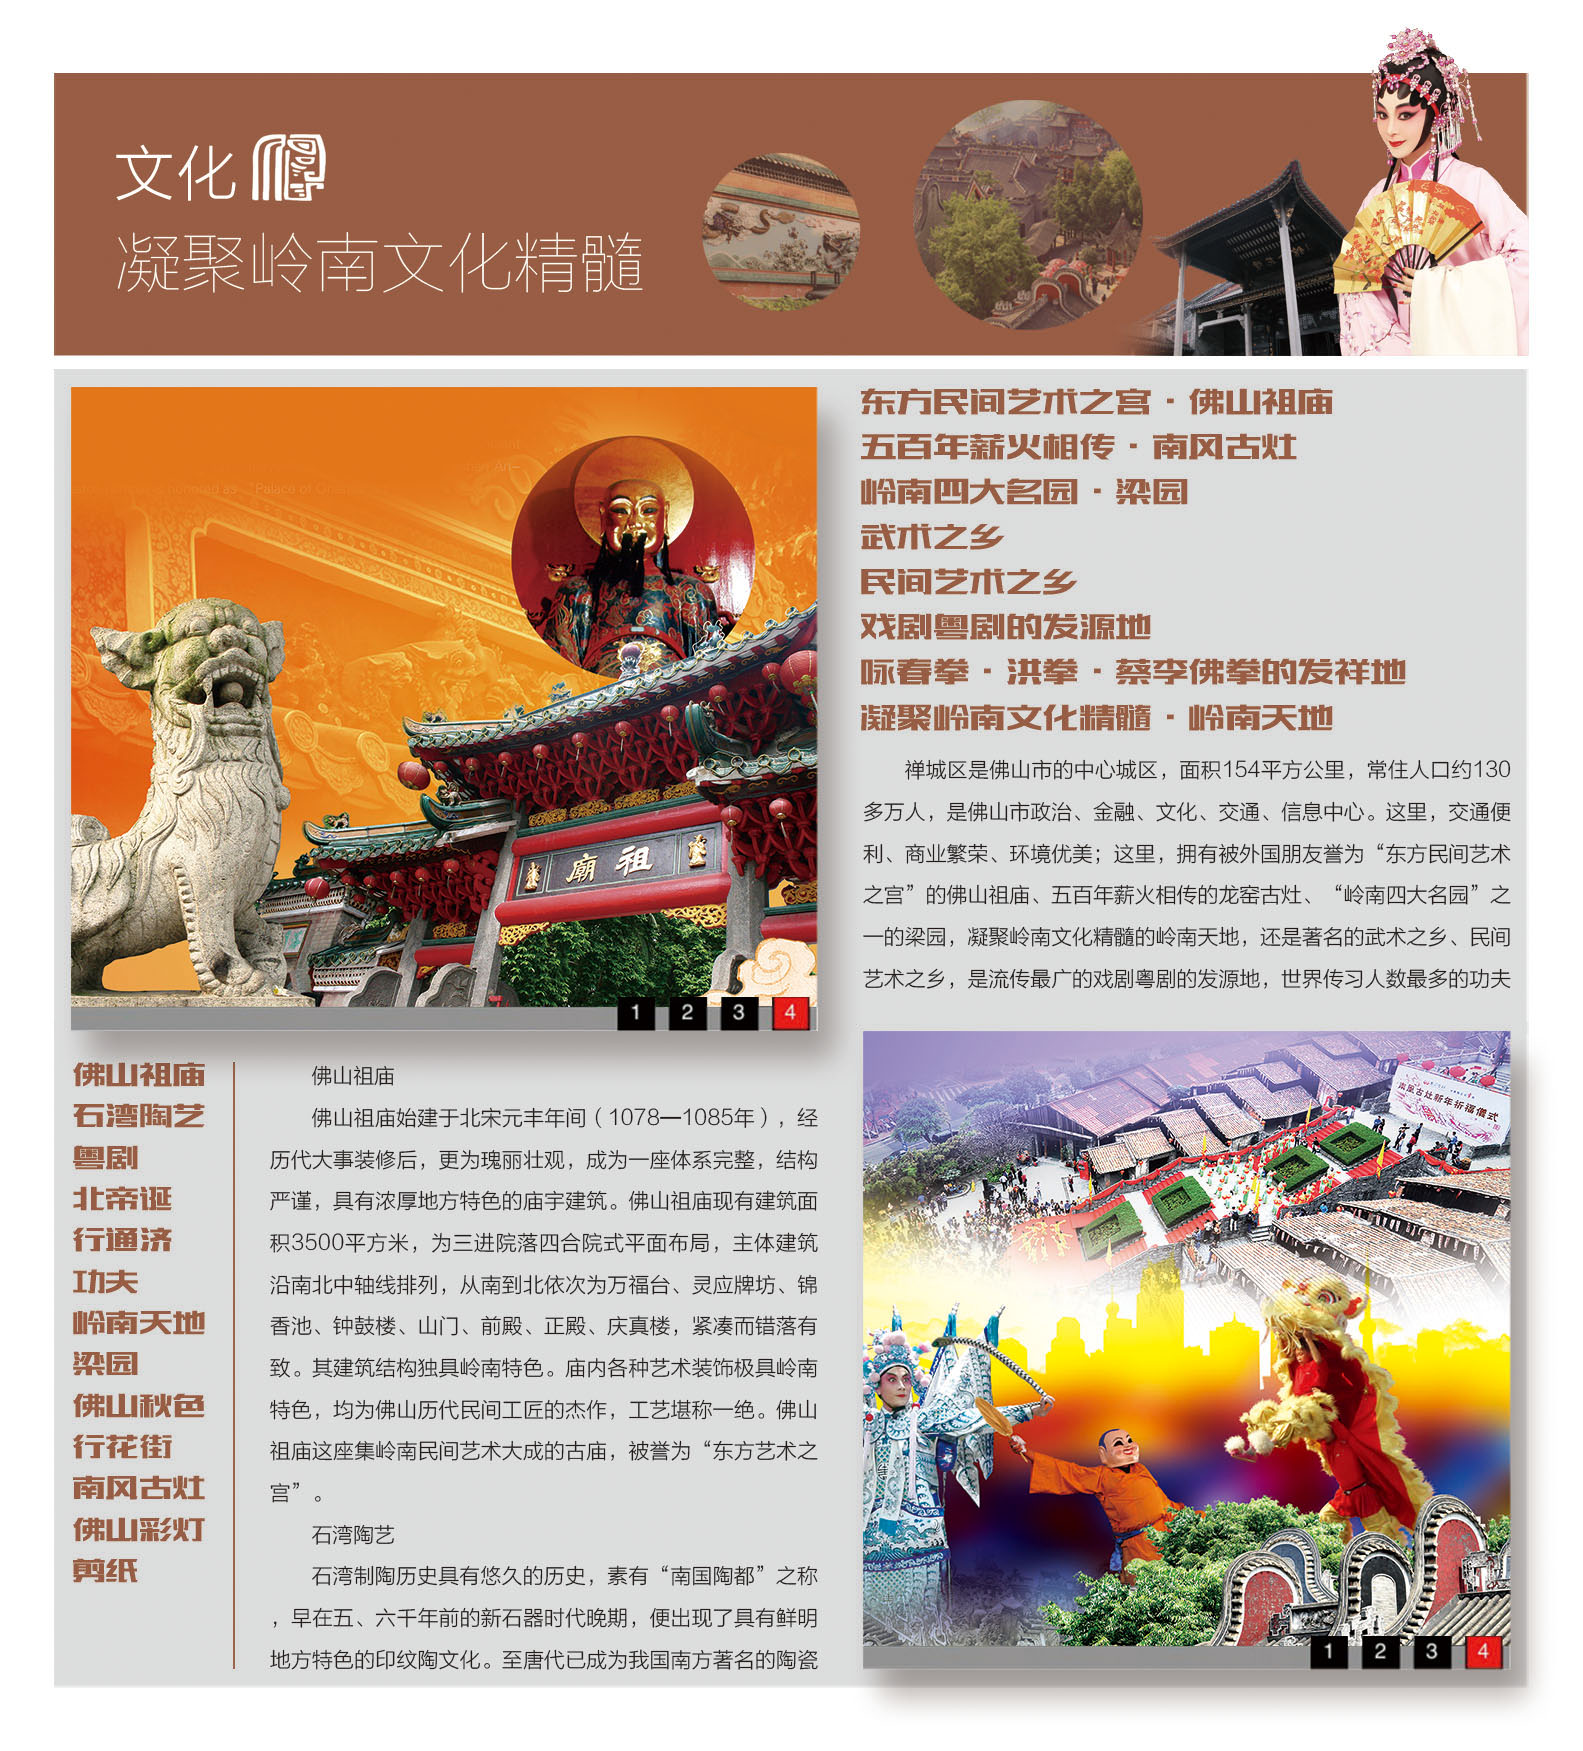 文化
凝聚岭南文化精髓
东方民间艺术之宫·佛山祖庙
五百年薪火相传·南风古灶
岭南四大名园·梁园
武术之乡
民间艺术之乡
戏剧粤剧的发源地
咏春拳·洪拳·蔡李佛拳的发祥地
凝聚岭南文化精髓·岭南天地
禅城区是佛山市的中心城区，面积154平方公里，常住人口约130
多万人，是佛山市政治、金融、文化、交通、信息中心。这里，交通便
利、商业繁荣、环境优美；这里，拥有被外国朋友誉为“东方民间艺术
之宫”的佛山祖庙、五百年薪火相传的龙窑古灶、“岭南四大名园”之
一的梁园，凝聚岭南文化精髓的岭南天地，还是著名的武术之乡、民间
艺术之乡，是流传最广的戏剧粤剧的发源地，世界传习人数最多的功夫
廟祖
1 2 3 4
佛山祖庙
石湾陶艺
粤剧
北帝诞
行通济
功夫
岭南天地
梁园
佛山秋色
行花街
南风古灶
佛山彩灯
剪纸
佛山祖庙
佛山祖庙始建于北宋元丰年间（1078—1085年），经
历代大事装修后，更为瑰丽壮观，成为一座体系完整，结构
严谨，具有浓厚地方特色的庙宇建筑。佛山祖庙现有建筑面
积3500平方米，为三进院落四合院式平面布局，主体建筑
沿南北中轴线排列，从南到北依次为万福台、灵应牌坊、锦
香池、钟鼓楼、山门、前殿、正殿、庆真楼，紧凑而错落有
致。其建筑结构独具岭南特色。庙内各种艺术装饰极具岭南
特色，均为佛山历代民间工匠的杰作，工艺堪称一绝。佛山
祖庙这座集岭南民间艺术大成的古庙，被誉为“东方艺术之
宫”。
石湾陶艺
石湾制陶历史具有悠久的历史，素有“南国陶都”之称
，早在五、六千年前的新石器时代晚期，便出现了具有鲜明
地方特色的印纹陶文化。至唐代已成为我国南方著名的陶瓷
南风古灶新年祈福仪式
1 2 3 4